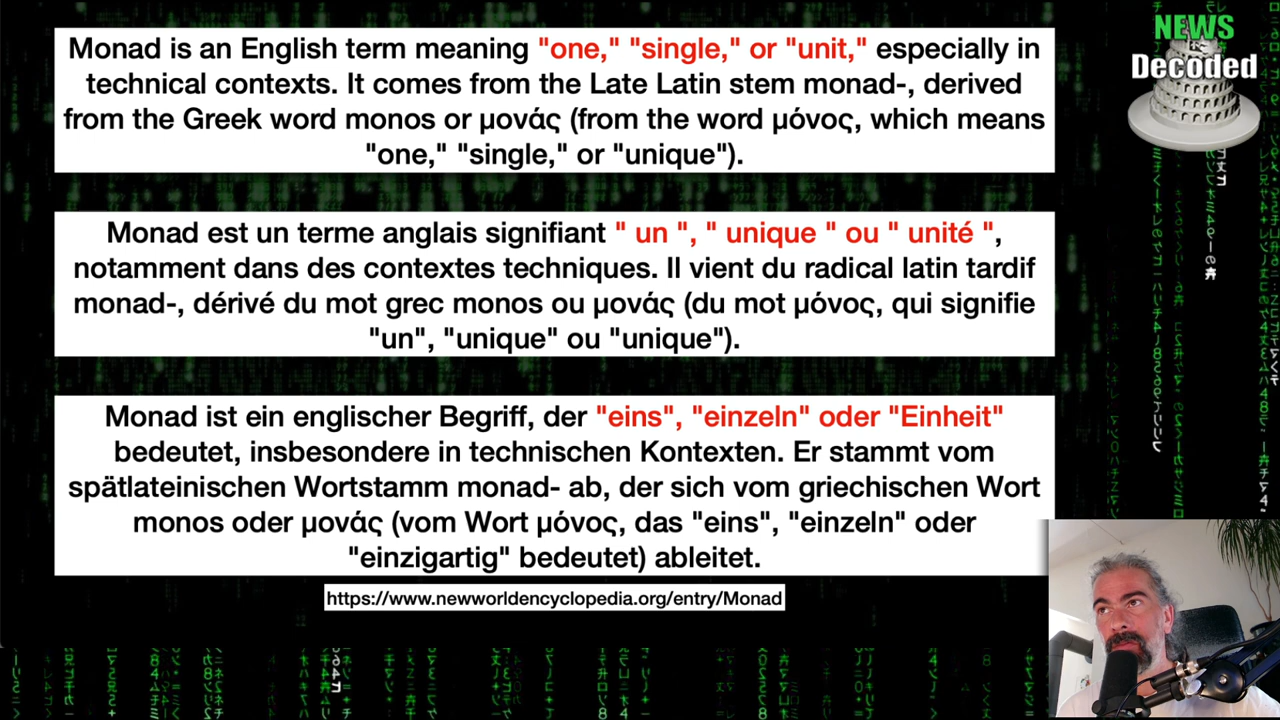 Monad is an English term meaning "one," "single," or "unit," especially in
technical contexts. It comes from the Late Latin stem monad-, derived
from the Greek word monos or μονάς (from the word μόνος, which means
"one," "single," or "unique").
NEWS
Decoded
Monad est un terme anglais signifiant " un ", " unique " ou " unité ",
notamment dans des contextes techniques. Il vient du radical latin tardif
monad-, dérivé du mot grec monos ou μονάς (du mot μόνος, qui signifie
"un", "unique" ou "unique").
Monad ist ein englischer Begriff, der "eins", "einzeln" oder "Einheit"
bedeutet, insbesondere in technischen Kontexten. Er stammt vom
spätlateinischen Wortstamm monad- ab, der sich vom griechischen Wort
monos oder μονάς (vom Wort μόνος, das "eins", "einzeln" oder
"einzigartig" bedeutet) ableitet.
https://www.newworldencyclopedia.org/entry/Monad